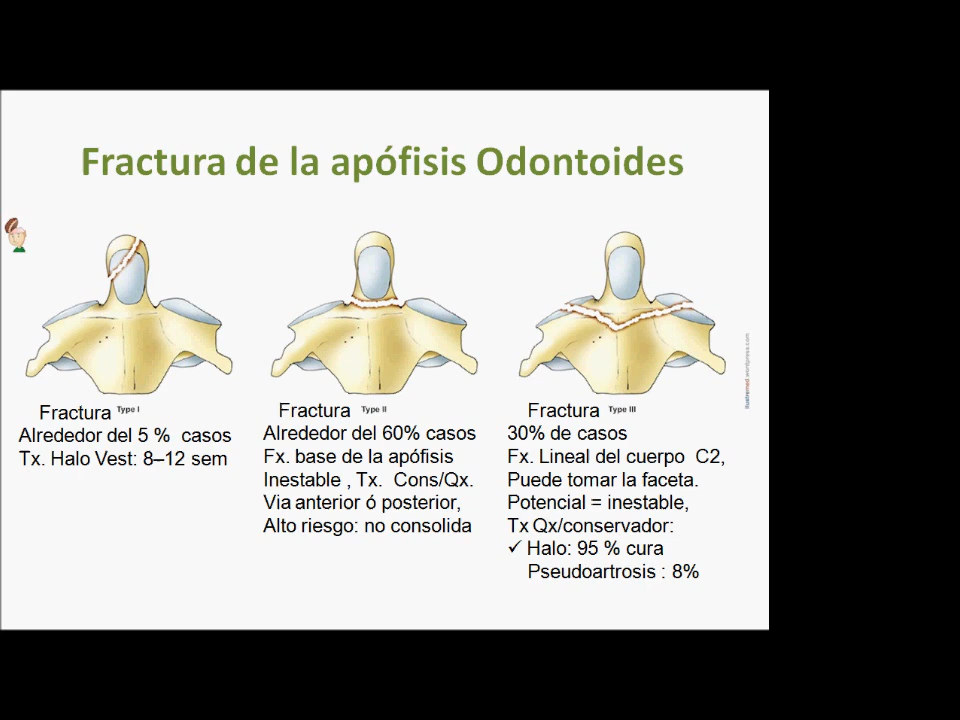 Fractura de la apófisis Odontoides
Fractura Type I
Alrededor del 5 % casos
Tx. Halo Vest: 8–12 sem
Fractura Type II
Alrededor del 60% casos
Fx. base de la apófisis
Inestable , Tx. Cons/Qx.
Via anterior ó posterior,
Alto riesgo: no consolida
Fractura Type III
30% de casos
Fx. Lineal del cuerpo C2,
Puede tomar la faceta.
Potencial = inestable,
Tx Qx/conservador:
✓ Halo: 95 % cura
Pseudoartrosis : 8%
illustremed.wordpress.com